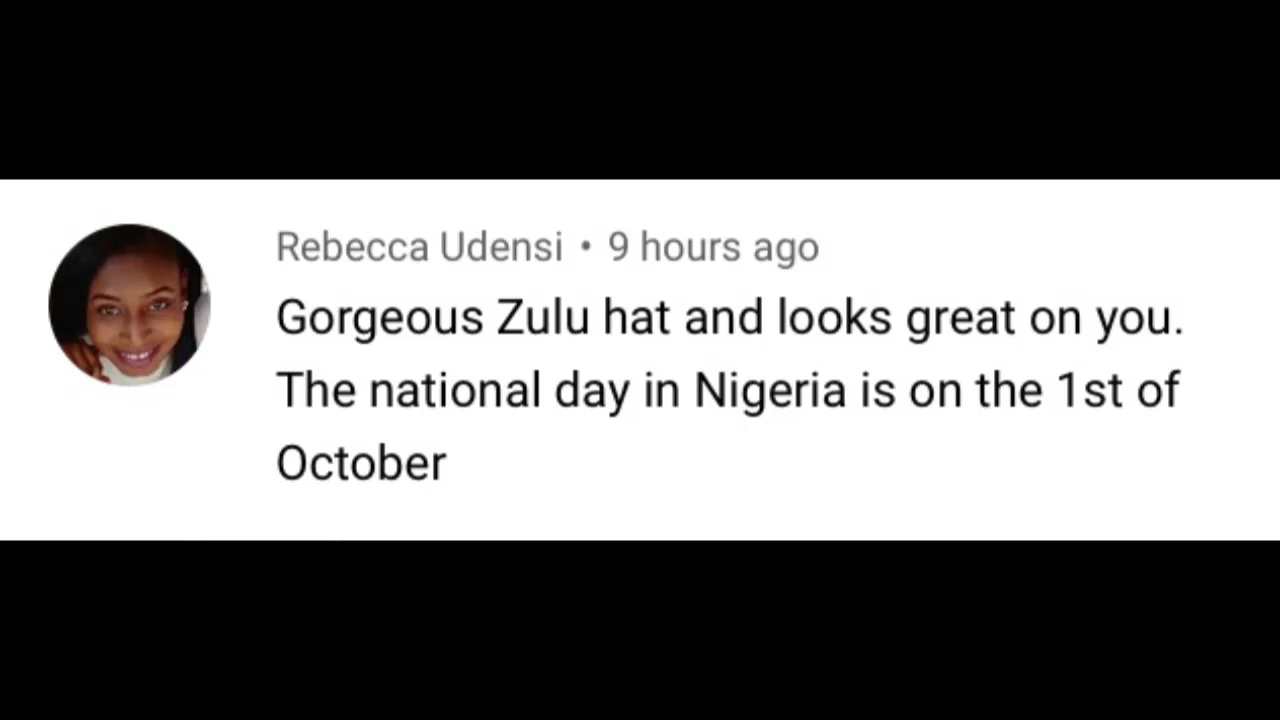 Rebecca Udensi • 9 hours ago
Gorgeous Zulu hat and looks great on you.
The national day in Nigeria is on the 1st of
October